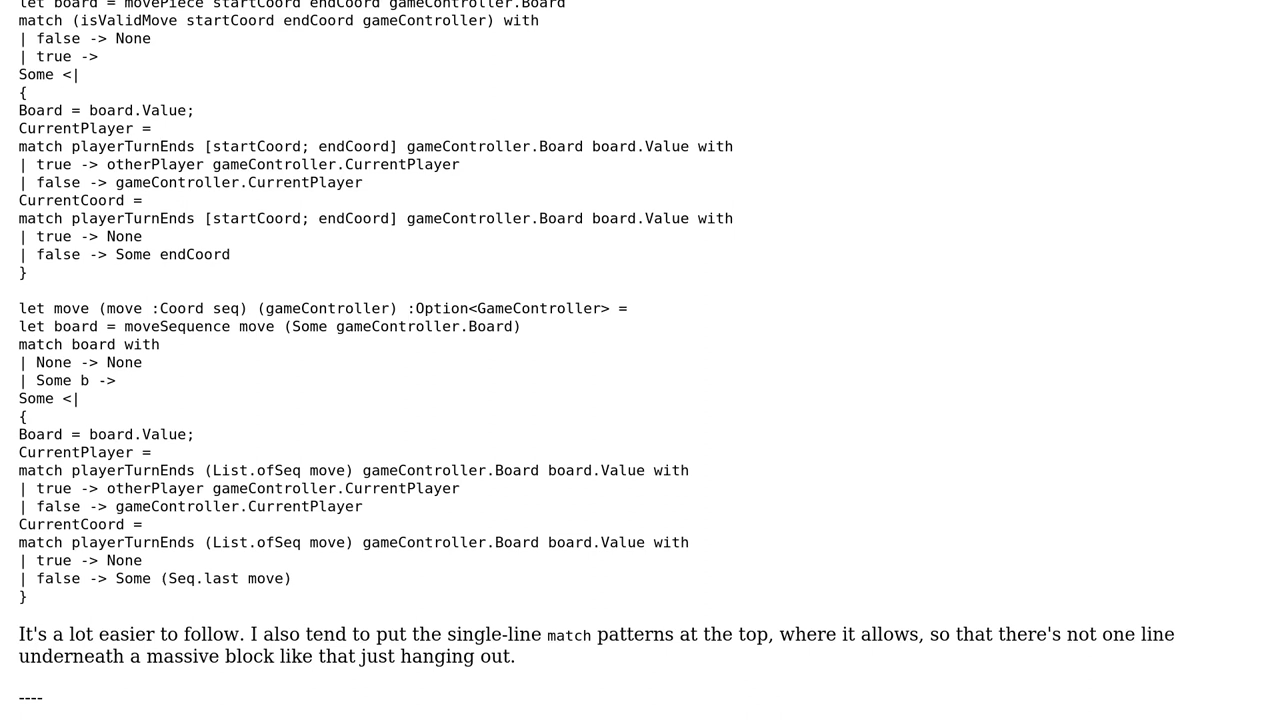 let board = movePiece startCoord endCoord gameController.Board
match (isValidMove startCoord endCoord gameController) with
| false -> None
| true ->
Some <|
{
Board = board.Value;
CurrentPlayer =
match playerTurnEnds [startCoord; endCoord] gameController.Board board.Value with
| true -> otherPlayer gameController.CurrentPlayer
| false -> gameController.CurrentPlayer
CurrentCoord =
match playerTurnEnds [startCoord; endCoord] gameController.Board board.Value with
| true -> None
| false -> Some endCoord
}
let move (move :Coord seq) (gameController) :Option<GameController> =
let board = moveSequence move (Some gameController.Board)
match board with
| None -> None
| Some b ->
Some <|
{
Board = board.Value;
CurrentPlayer =
match playerTurnEnds (List.ofSeq move) gameController.Board board.Value with
| true -> otherPlayer gameController.CurrentPlayer
| false -> gameController.CurrentPlayer
CurrentCoord =
match playerTurnEnds (List.ofSeq move) gameController.Board board.Value with
| true -> None
| false -> Some (Seq.last move)
}
It's a lot easier to follow. I also tend to put the single-line match patterns at the top, where it allows, so that there's not one line
underneath a massive block like that just hanging out.
----